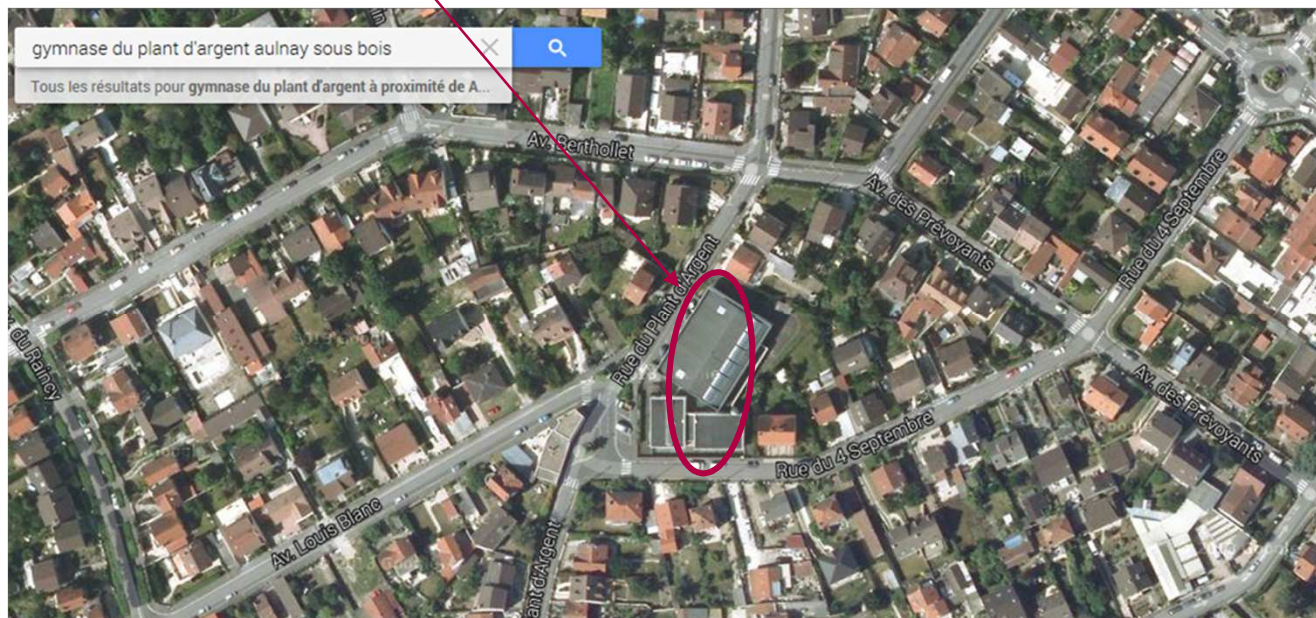 gymnase du plant d'argent aulnay sous bois
Tous les résultats pour gymnase du plant d'argent à proximité de A...
Av. Berthollet
Av. des Prévoyants
Rue du 4 Septembre
Rue du Plant d'Argent
du Raincy
Av. des Prévoyants
Rue du 4 Septembre
Av. Louis Blanc
ant d'Argent